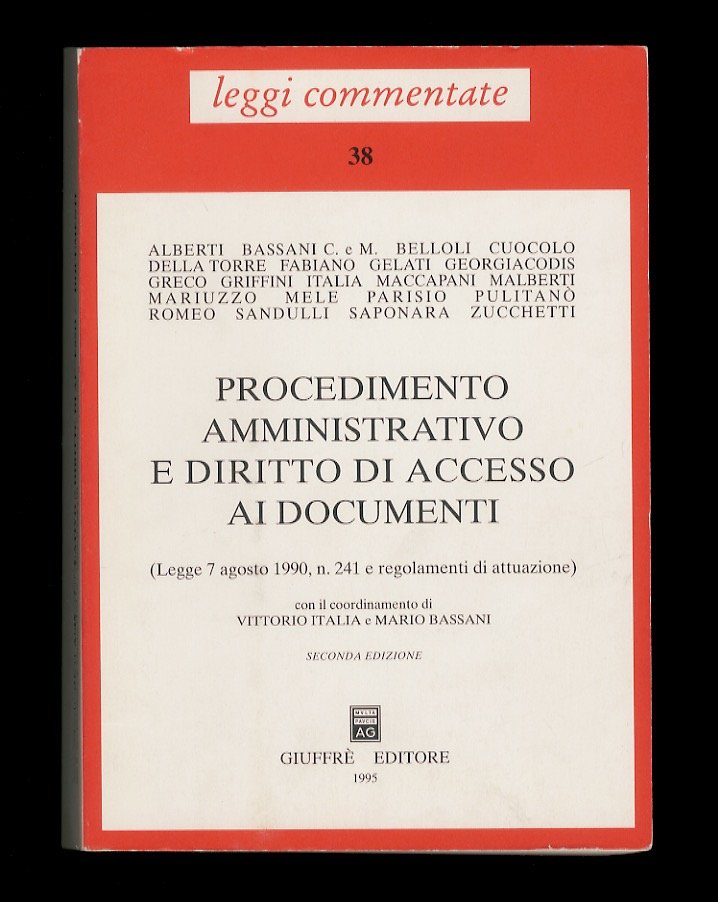 leggi commentate
38
ALBERTI BASSANI C. e M. BELLOLI CUOCOLO
DELLA TORRE FABIANO GELATI GEORGIACODIS
GRECO GRIFFINI ITALIA MACCAPANI MALBERTI
MARIUZZO MELE PARISIO PULITANÒ
ROMEO SANDULLI SAPONARA ZUCCHETTI
PROCEDIMENTO
AMMINISTRATIVO
E DIRITTO DI ACCESSO
AI DOCUMENTI
(Legge 7 agosto 1990, n. 241 e regolamenti di attuazione)
con il coordinamento di
VITTORIO ITALIA e MARIO BASSANI
SECONDA EDIZIONE
MVLTA
PAVCIS
AG
GIUFFRÈ EDITORE
1995